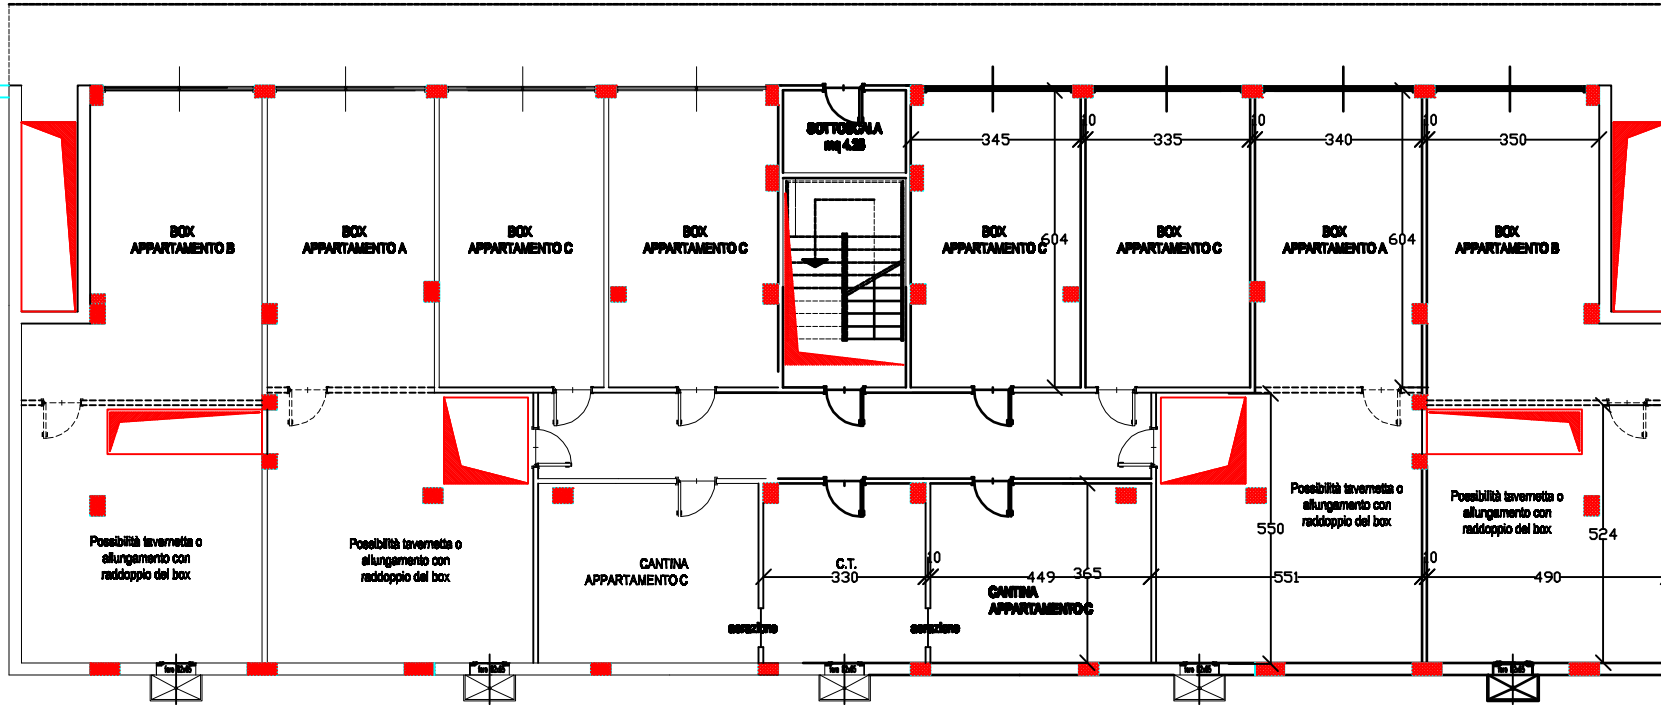 SOTTOSCALA
mq 4.28
10
10
10
345
335
340
350
BOX
APPARTAMENTO B
BOX
APPARTAMENTO A
BOX
APPARTAMENTO C
BOX
APPARTAMENTO C
BOX
APPARTAMENTO C
604
BOX
APPARTAMENTO C
BOX
APPARTAMENTO A
604
BOX
APPARTAMENTO B
Possibilità tavernetta o
allungamento con
raddoppio del box
Possibilità tavernetta o
allungamento con
raddoppio del box
Possibilità tavernetta o
allungamento con
raddoppio del box
Possibilità tavernetta o
allungamento con
raddoppio del box
550
524
CANTINA
APPARTAMENTO C
C.T.
330
10
449
365
551
10
490
CANTINA
APPARTAMENTO C
aerazione
aerazione